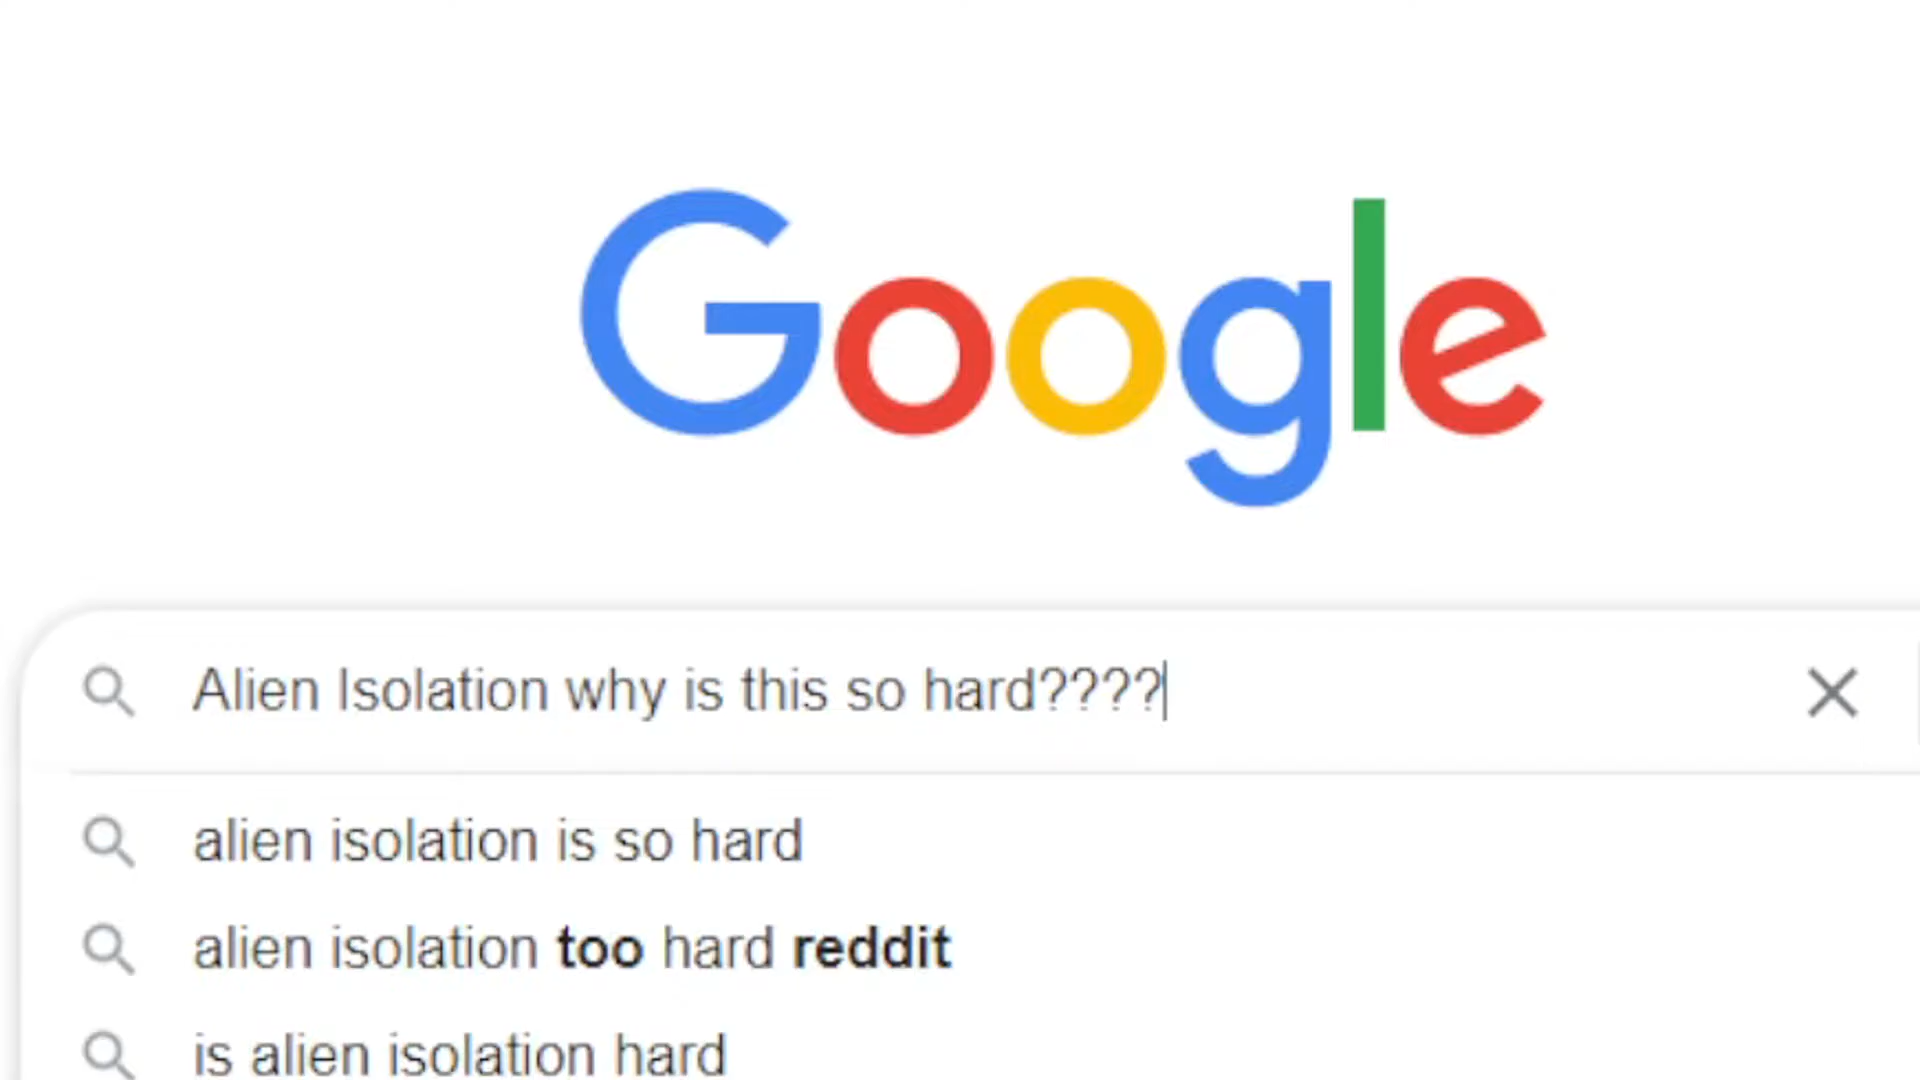 Google
Alien Isolation why is this so hard????
alien isolation is so hard
alien isolation too hard reddit
is alien isolation hard